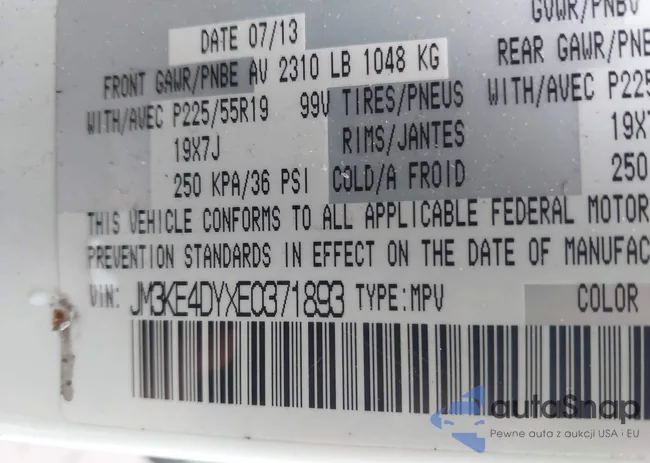 DATE 07/13
GVWR/PNBV
FRONT GAWR/PNBE AV 2310 LB 1048 KG
REAR GAWR/PNBE
WITH/AVEC P225/55R19 99V TIRES/PNEUS
WITH/AVEC P225
19X7J RIMS/JANTES
19X
250 KPA/36 PSI COLD/A FROID
250
THIS VEHICLE CONFORMS TO ALL APPLICABLE FEDERAL MOTOR
PREVENTION STANDARDS IN EFFECT ON THE DATE OF MANUFAC
VIN: JM3KE4DYXE0371893 TYPE:MPV COLOR
autoSnap
Pewne auta z aukcji USA i EU